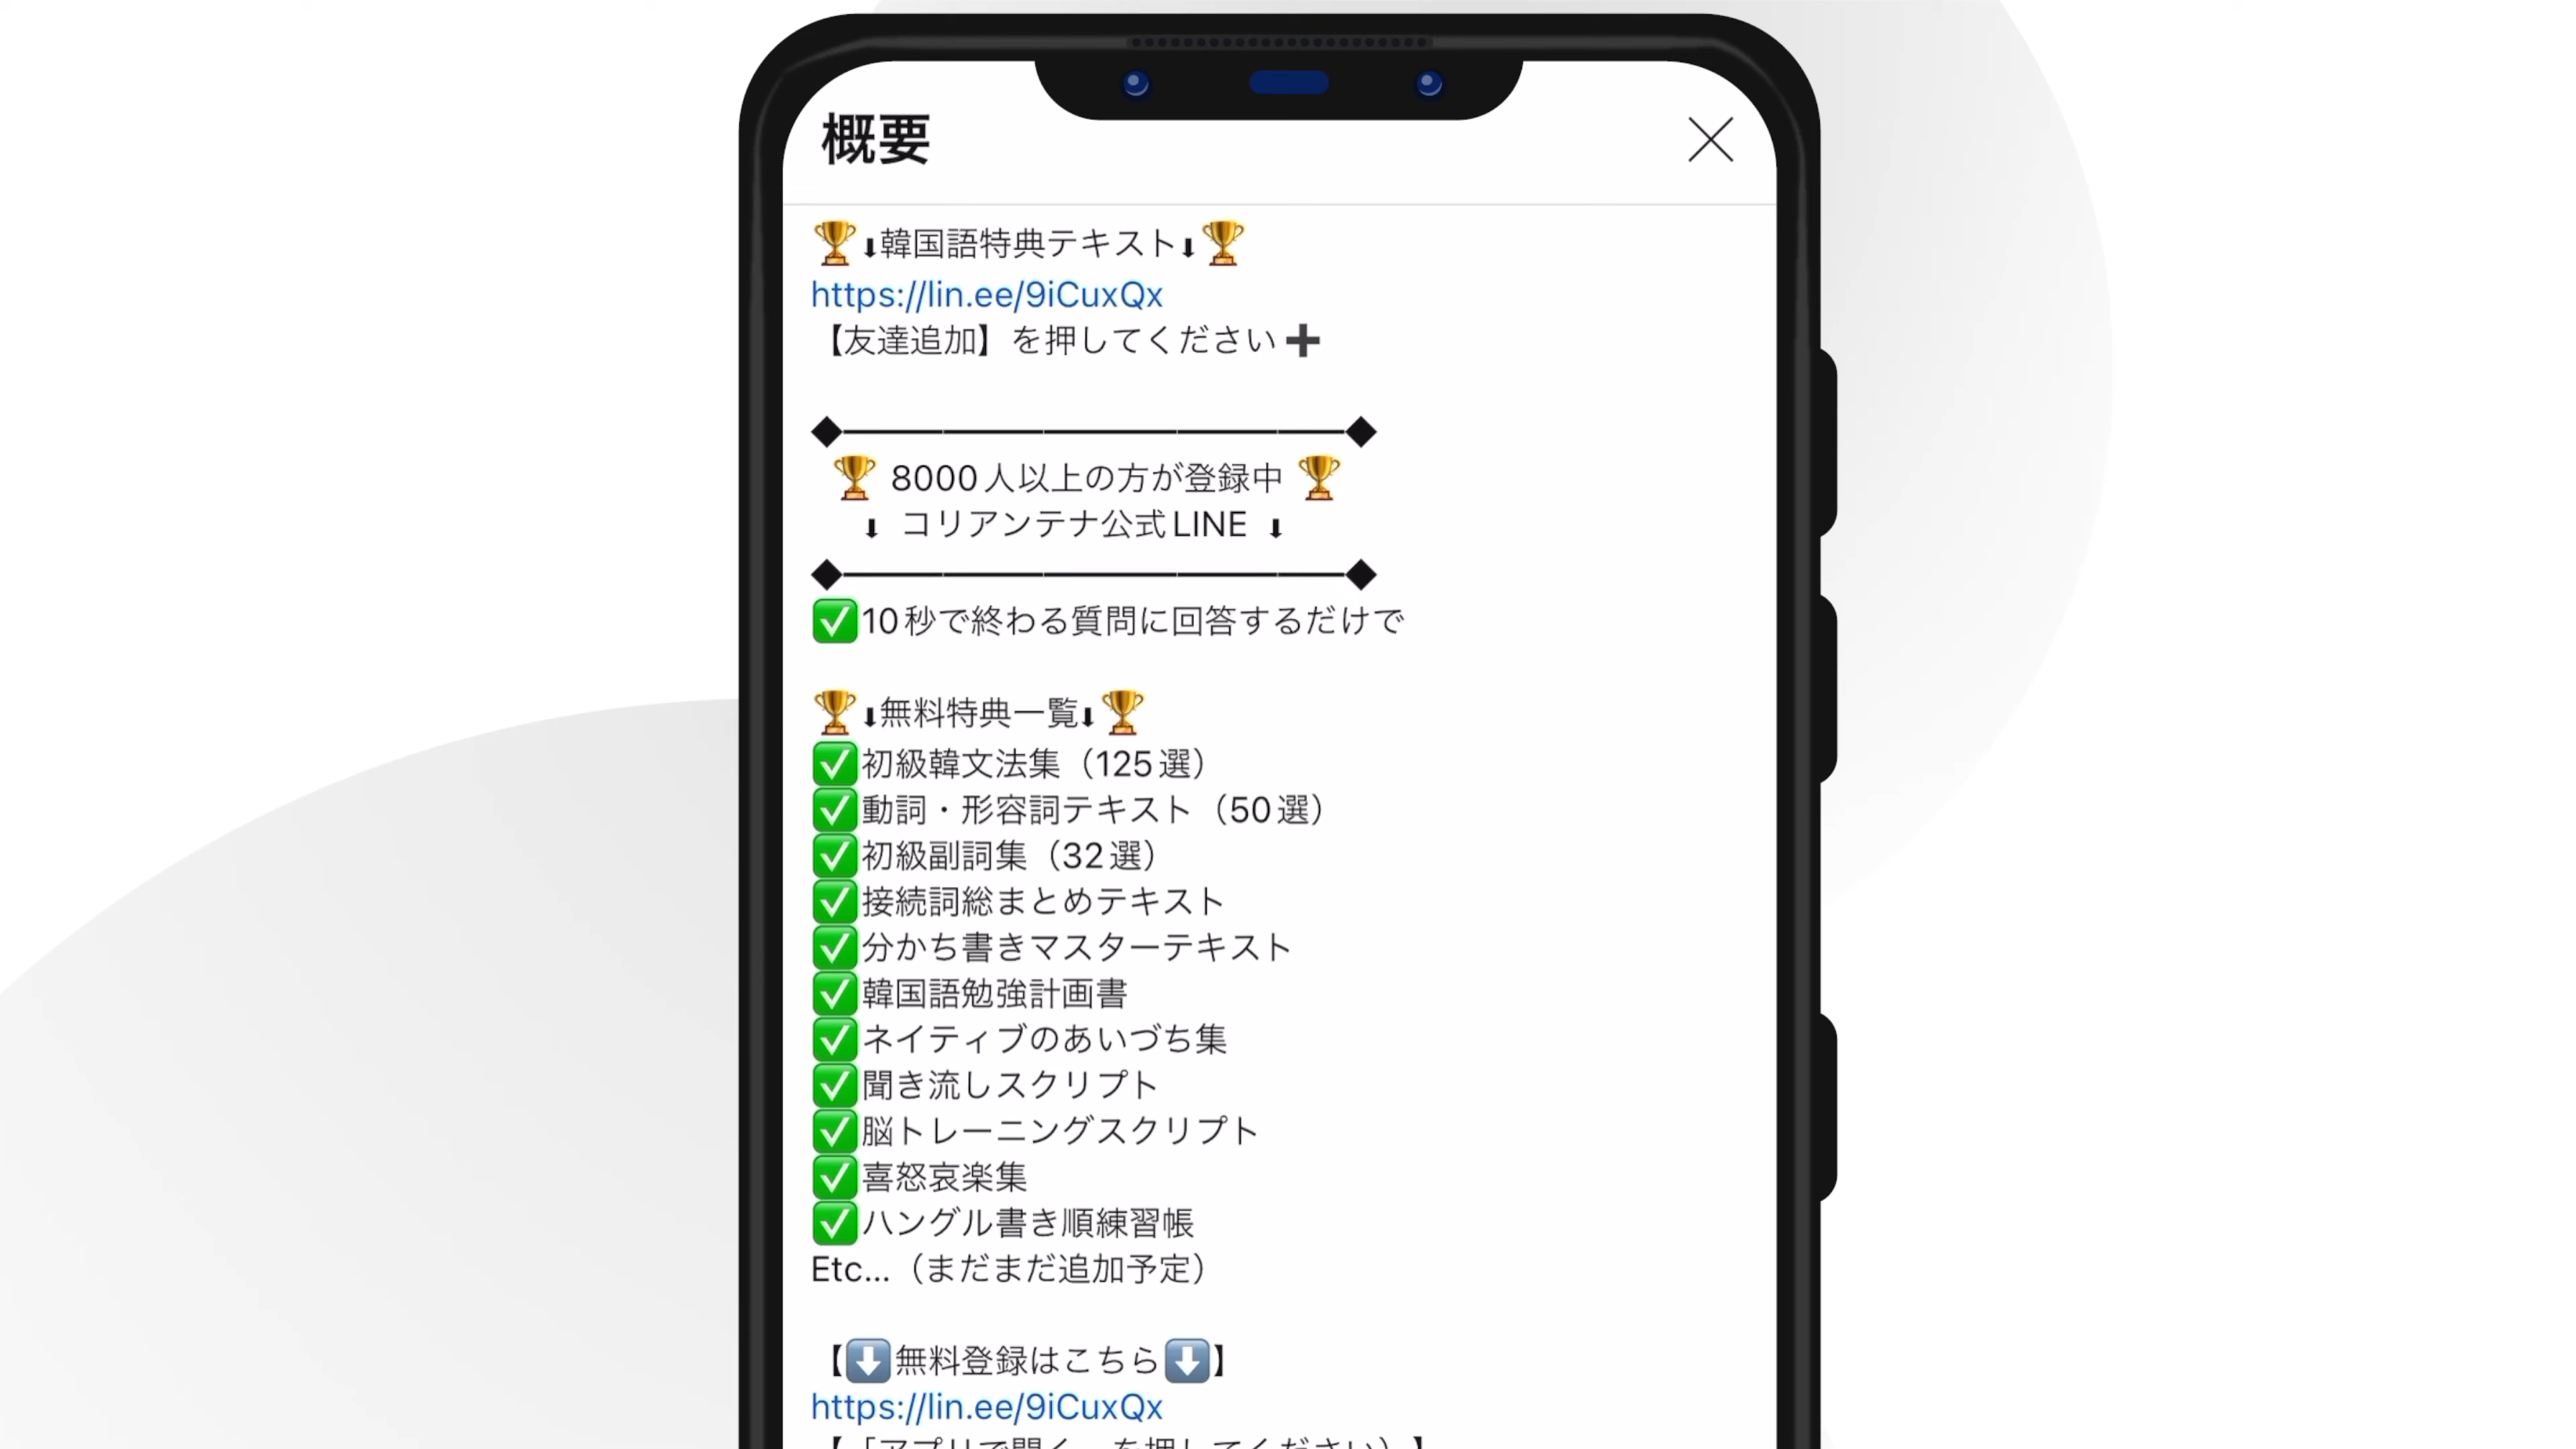 概要
🏆⬇韓国語特典テキスト⬇🏆
https://lin.ee/9iCuxQx
【友達追加】を押してください➕
◆━━━━━━━━━━━━━━━◆
🏆 8000人以上の方が登録中 🏆
⬇ コリアンテナ公式LINE ⬇
◆━━━━━━━━━━━━━━━◆
✅10秒で終わる質問に回答するだけで
🏆⬇無料特典一覧⬇🏆
✅初級韓文法集（125選）
✅動詞・形容詞テキスト（50選）
✅初級副詞集（32選）
✅接続詞総まとめテキスト
✅分かち書きマスターテキスト
✅韓国語勉強計画書
✅ネイティブのあいづち集
✅聞き流しスクリプト
✅脳トレーニングスクリプト
✅喜怒哀楽集
✅ハングル書き順練習帳
Etc...（まだまだ追加予定）
【⬇️無料登録はこちら⬇️】
https://lin.ee/9iCuxQx